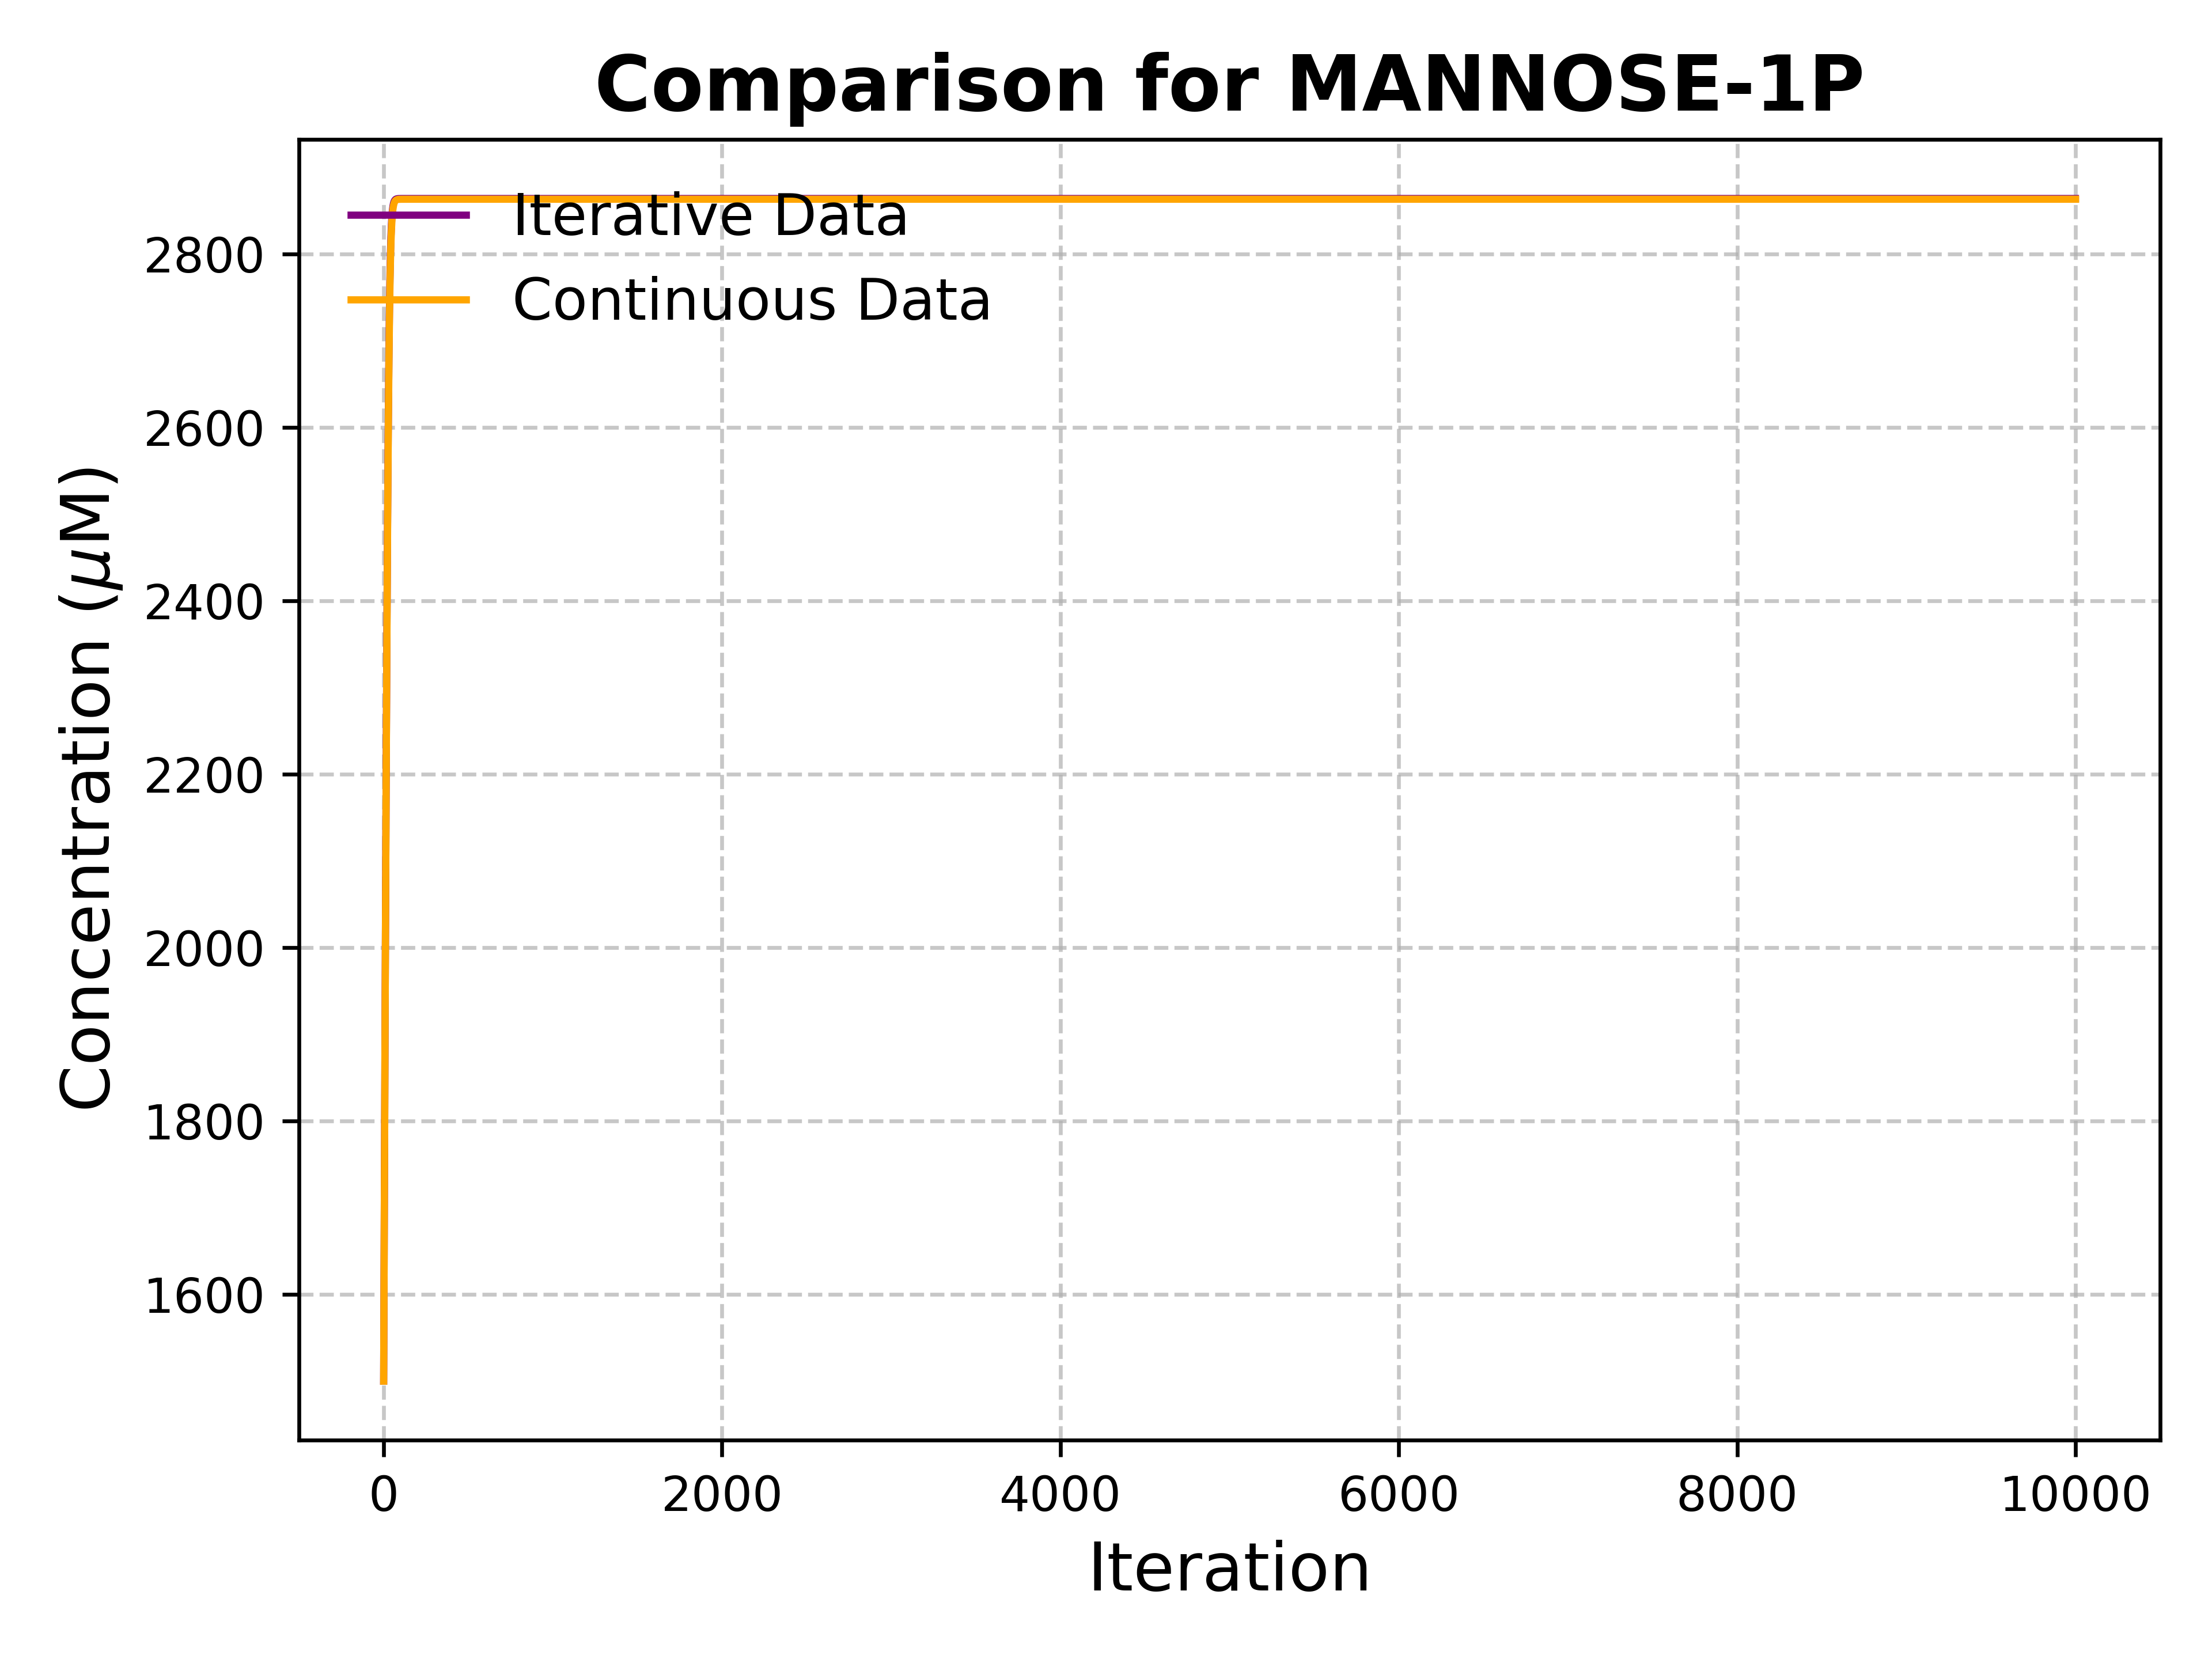 Comparison for MANNOSE-1P
Iterative Data
Continuous Data
Concentration (μM)
2800
2600
2400
2200
2000
1800
1600
0 2000 4000 6000 8000 10000
Iteration